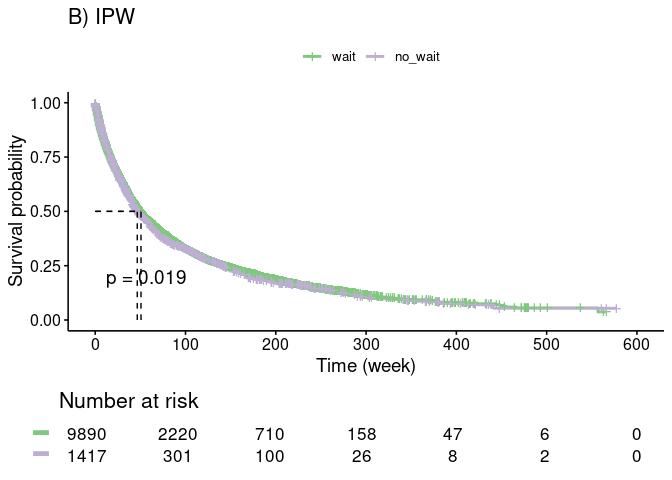 B) IPW
wait no_wait
Survival probability
1.00
0.75
0.50
0.25
0.00
p = 0.019
0 100 200 300 400 500 600
Time (week)
Number at risk
9890 2220 710 158 47 6 0
1417 301 100 26 8 2 0